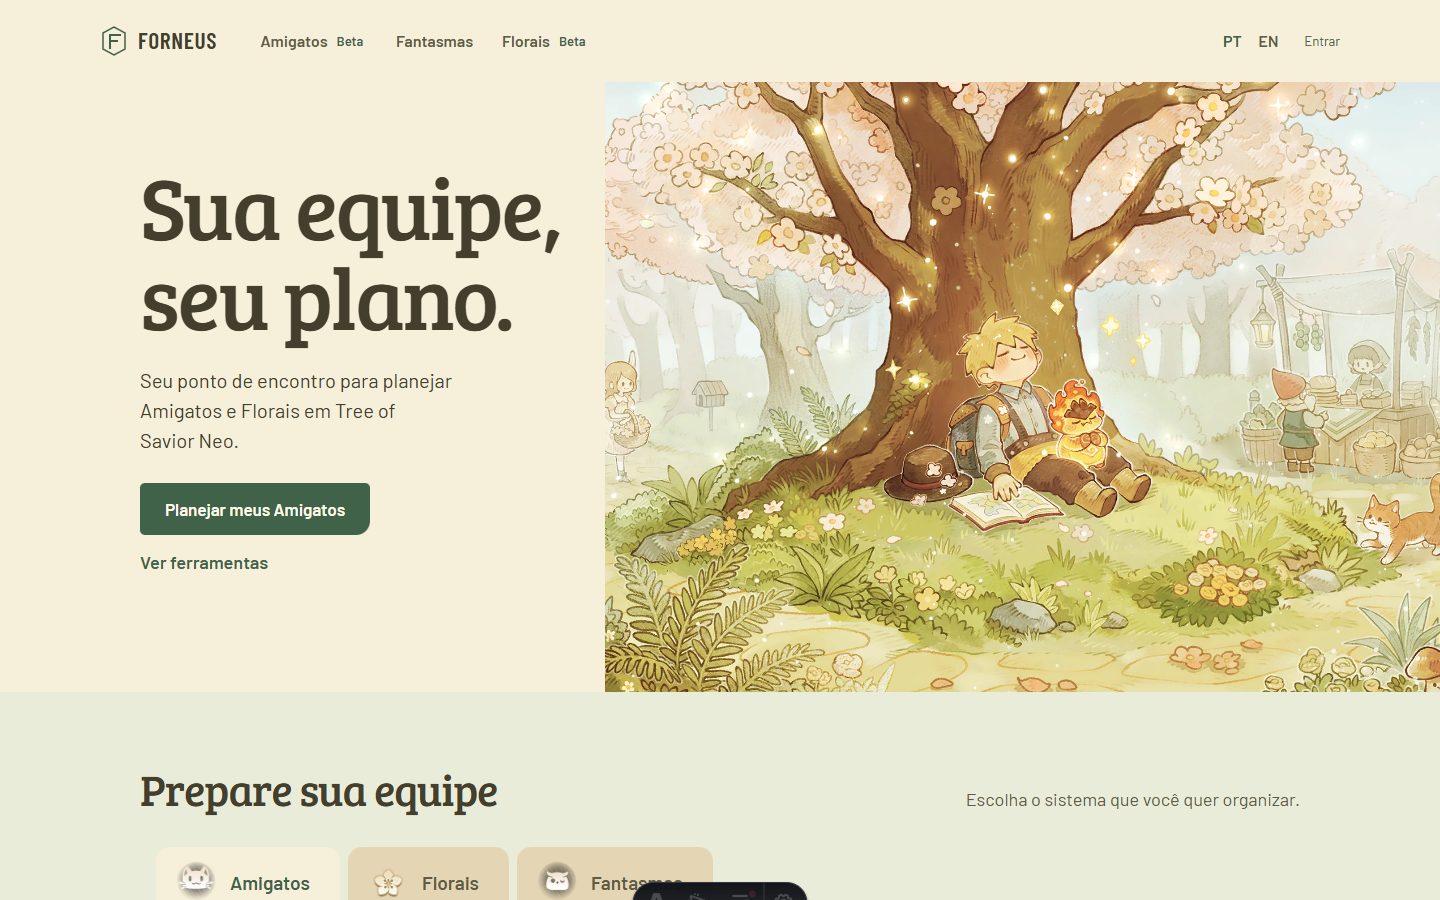 FORNEUS
Amigatos Beta
Fantasmas
Florais Beta
PT EN Entrar
Sua equipe,
seu plano.
Seu ponto de encontro para planejar
Amigatos e Florais em Tree of
Savior Neo.
Planejar meus Amigatos
Ver ferramentas
Prepare sua equipe
Escolha o sistema que você quer organizar.
Amigatos
Florais
Fantasmas